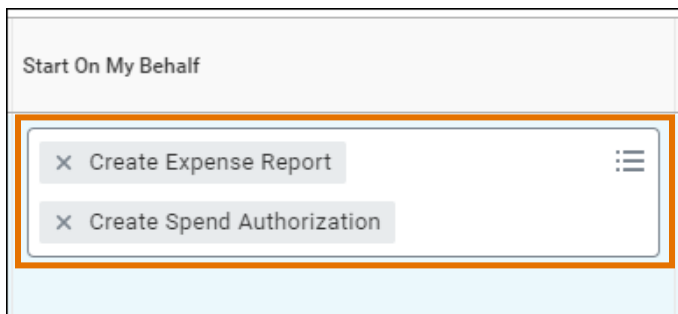 Start On My Behalf
× Create Expense Report
× Create Spend Authorization